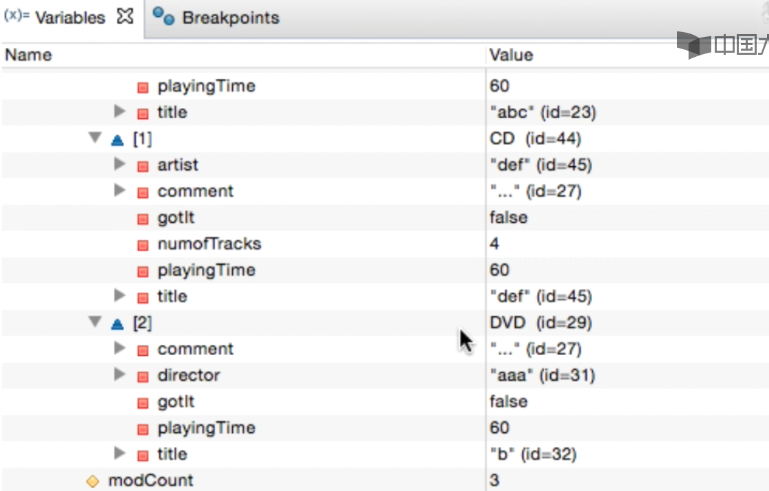 (x)= Variables
Breakpoints
中国大
Name Value
playingTime 60
title "abc" (id=23)
[1] CD (id=44)
artist "def" (id=45)
comment "..." (id=27)
gotIt false
numofTracks 4
playingTime 60
title "def" (id=45)
[2] DVD (id=29)
comment "..." (id=27)
director "aaa" (id=31)
gotIt false
playingTime 60
title "b" (id=32)
modCount 3